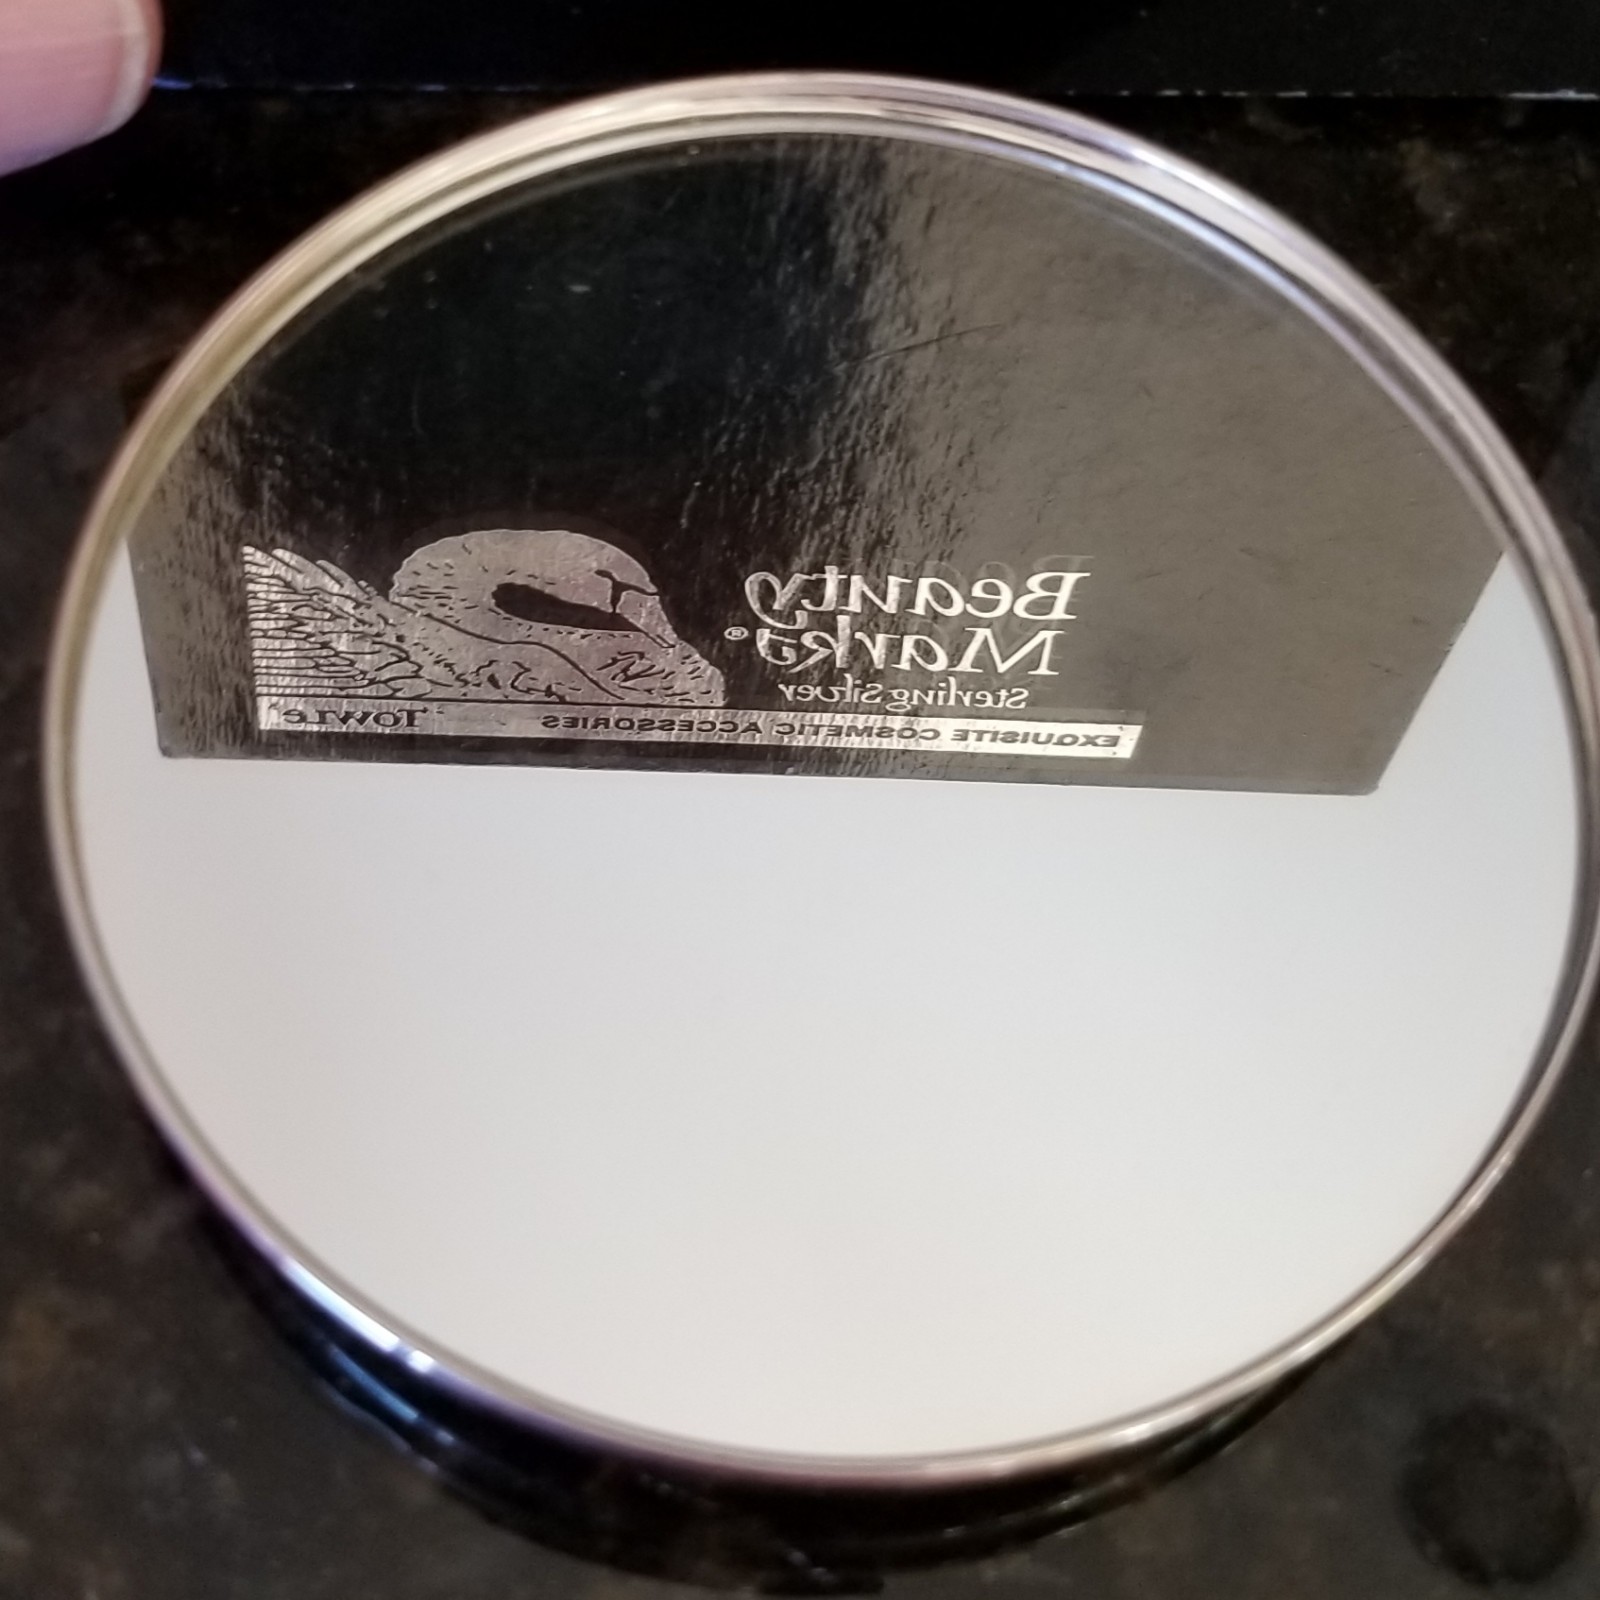 Beauty
Marks®
Sterling Silver
EXQUISITE COSMETIC ACCESSORIES TOWLE